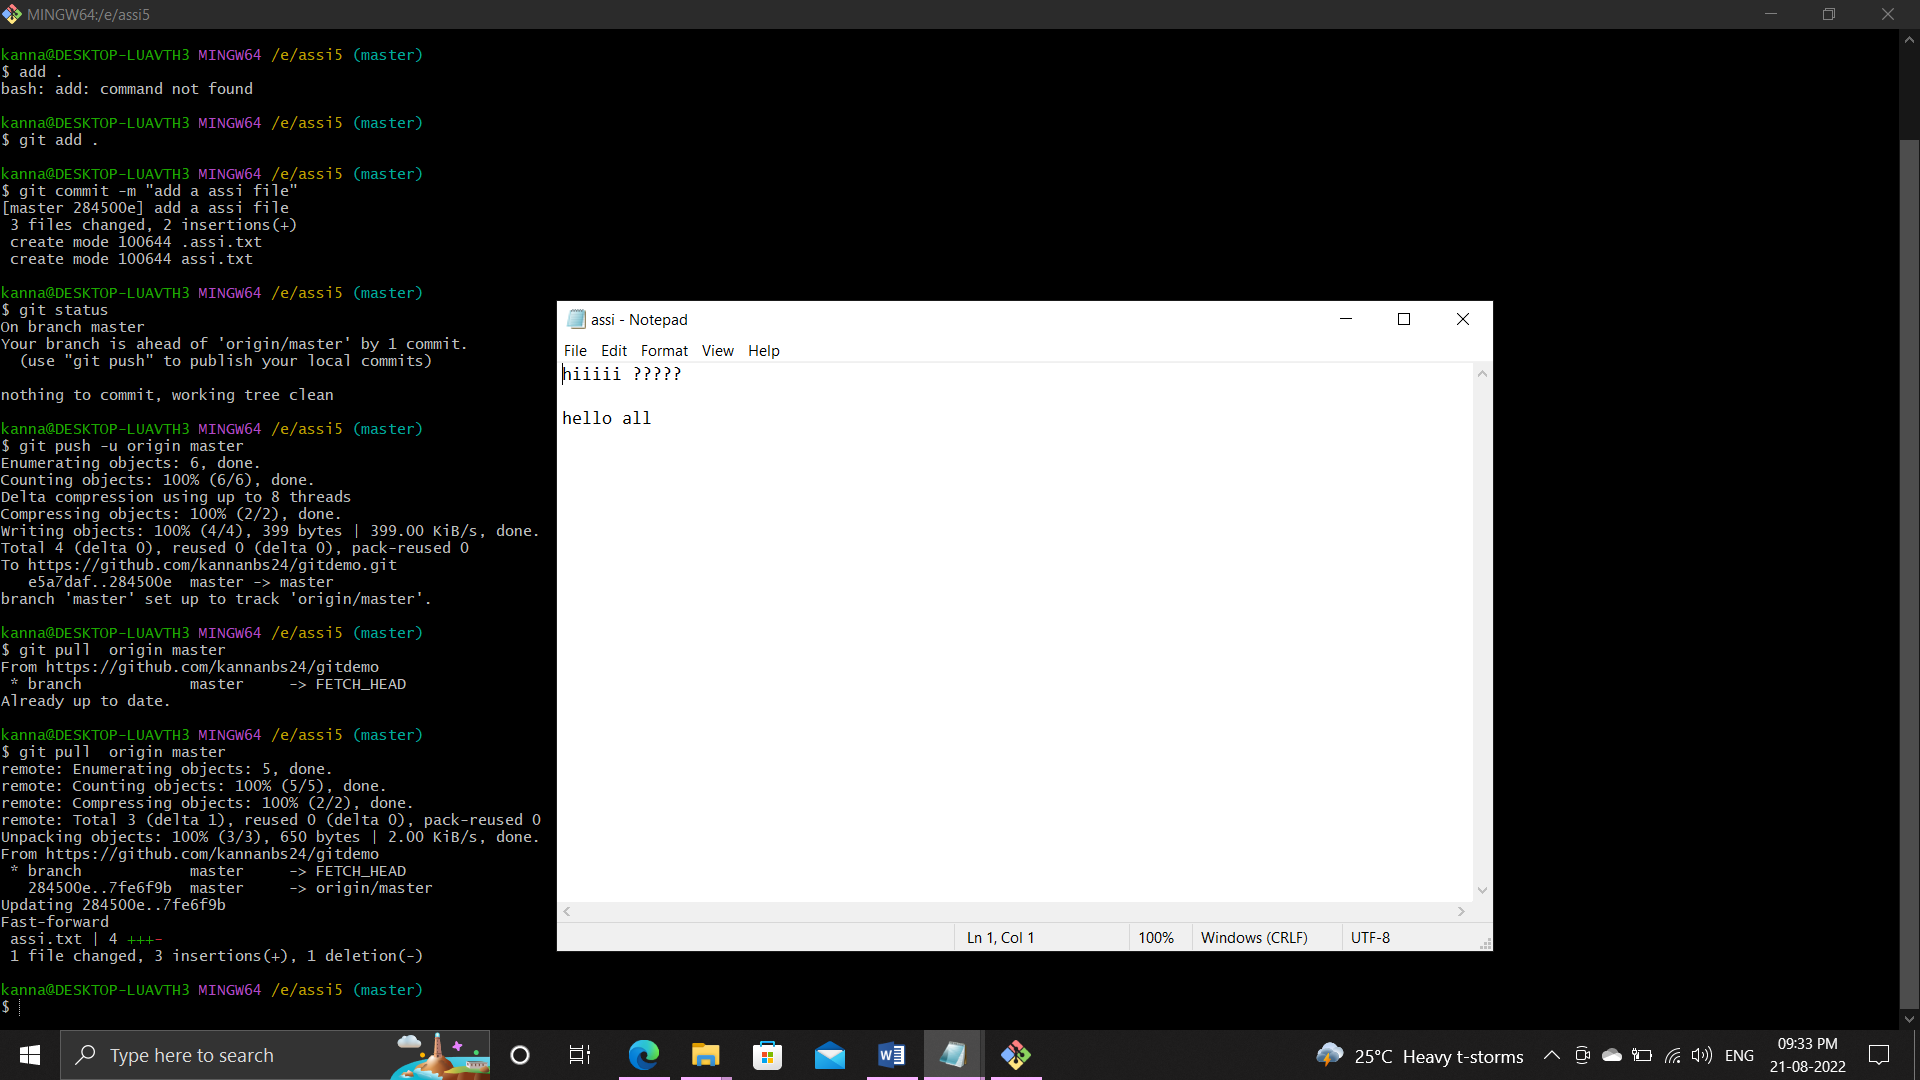 MINGW64:/e/assi5
kanna@DESKTOP-LUAVTH3 MINGW64 /e/assi5 (master)
$ add .
bash: add: command not found
kanna@DESKTOP-LUAVTH3 MINGW64 /e/assi5 (master)
$ git add .
kanna@DESKTOP-LUAVTH3 MINGW64 /e/assi5 (master)
$ git commit -m "add a assi file"
[master 284500e] add a assi file
 3 files changed, 2 insertions(+)
 create mode 100644 .assi.txt
 create mode 100644 assi.txt
kanna@DESKTOP-LUAVTH3 MINGW64 /e/assi5 (master)
$ git status
On branch master
Your branch is ahead of 'origin/master' by 1 commit.
  (use "git push" to publish your local commits)
nothing to commit, working tree clean
kanna@DESKTOP-LUAVTH3 MINGW64 /e/assi5 (master)
$ git push -u origin master
Enumerating objects: 6, done.
Counting objects: 100% (6/6), done.
Delta compression using up to 8 threads
Compressing objects: 100% (2/2), done.
Writing objects: 100% (4/4), 399 bytes | 399.00 KiB/s, done.
Total 4 (delta 0), reused 0 (delta 0), pack-reused 0
To https://github.com/kannanbs24/gitdemo.git
   e5a7daf..284500e  master -> master
branch 'master' set up to track 'origin/master'.
kanna@DESKTOP-LUAVTH3 MINGW64 /e/assi5 (master)
$ git pull  origin master
From https://github.com/kannanbs24/gitdemo
 * branch            master     -> FETCH_HEAD
Already up to date.
kanna@DESKTOP-LUAVTH3 MINGW64 /e/assi5 (master)
$ git pull  origin master
remote: Enumerating objects: 5, done.
remote: Counting objects: 100% (5/5), done.
remote: Compressing objects: 100% (2/2), done.
remote: Total 3 (delta 1), reused 0 (delta 0), pack-reused 0
Unpacking objects: 100% (3/3), 650 bytes | 2.00 KiB/s, done.
From https://github.com/kannanbs24/gitdemo
 * branch            master     -> FETCH_HEAD
   284500e..7fe6f9b  master     -> origin/master
Updating 284500e..7fe6f9b
Fast-forward
 assi.txt | 4 +++-
 1 file changed, 3 insertions(+), 1 deletion(-)
kanna@DESKTOP-LUAVTH3 MINGW64 /e/assi5 (master)
$
assi - Notepad
File Edit Format View Help
hiiiii ?????
hello all
Ln 1, Col 1 100% Windows (CRLF) UTF-8
Type here to search
25°C Heavy t-storms
ENG
09:33 PM
21-08-2022